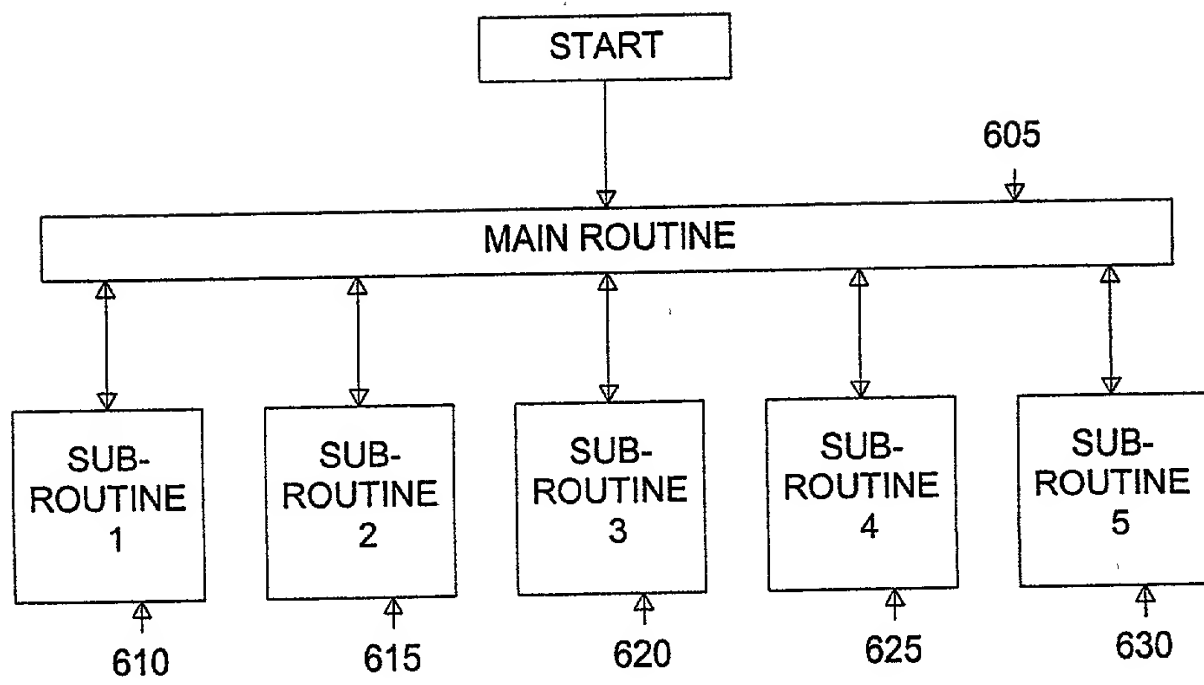 START
605
MAIN ROUTINE
SUB-
ROUTINE
1
SUB-
ROUTINE
2
SUB-
ROUTINE
3
SUB-
ROUTINE
4
SUB-
ROUTINE
5
610
615
620
625
630